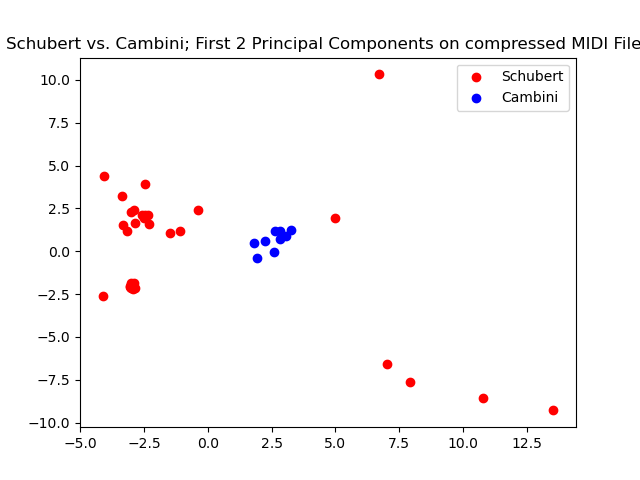 Schubert vs. Cambini; First 2 Principal Components on compressed MIDI File
Schubert
Cambini
10.0
7.5
5.0
2.5
0.0
−2.5
−5.0
−7.5
−10.0
−5.0 −2.5 0.0 2.5 5.0 7.5 10.0 12.5